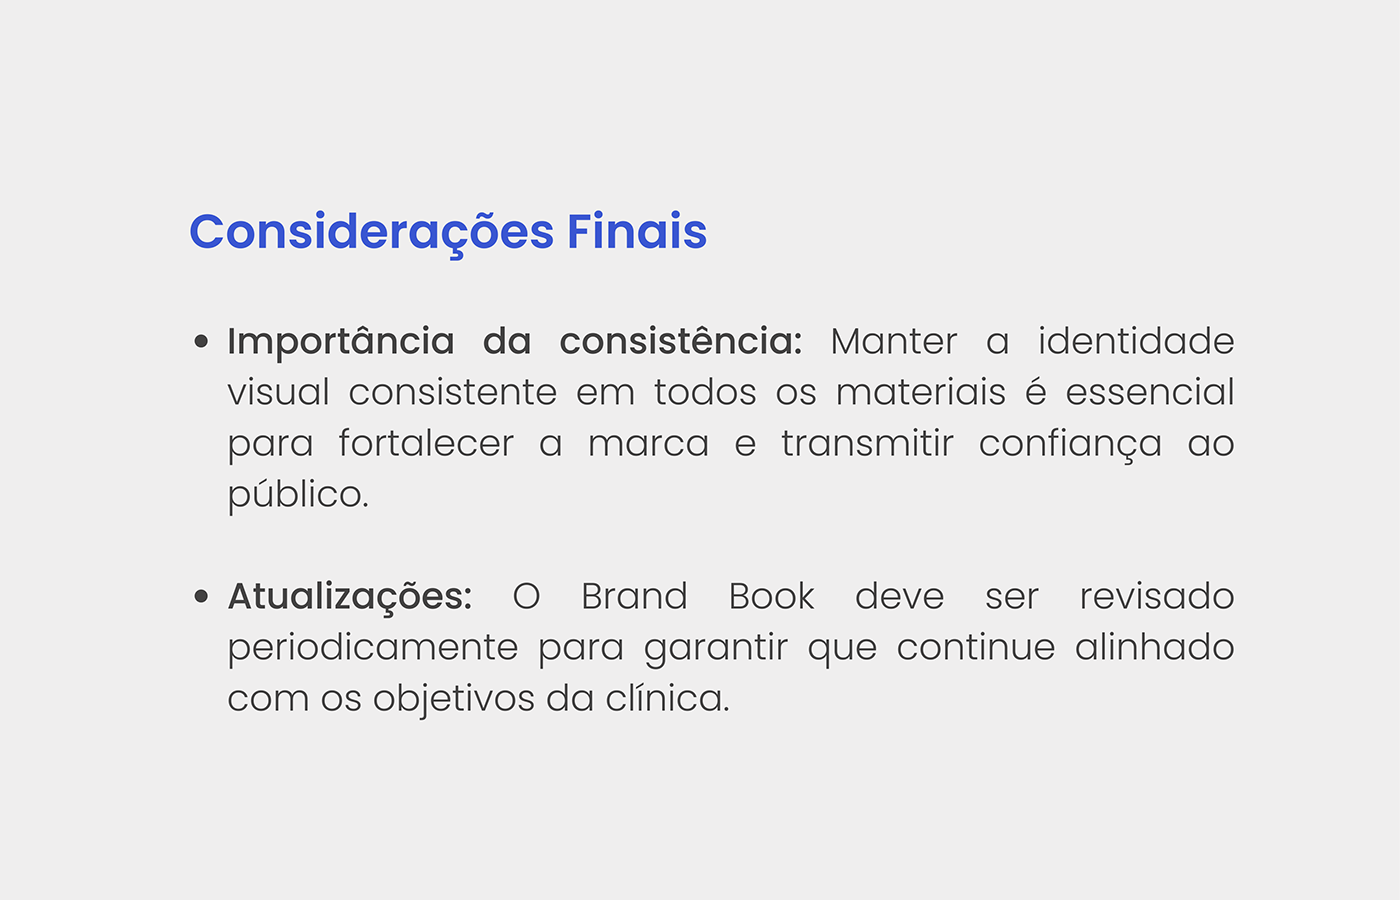 Considerações Finais
• Importância da consistência: Manter a identidade
visual consistente em todos os materiais é essencial
para fortalecer a marca e transmitir confiança ao
público.
• Atualizações: O Brand Book deve ser revisado
periodicamente para garantir que continue alinhado
com os objetivos da clínica.